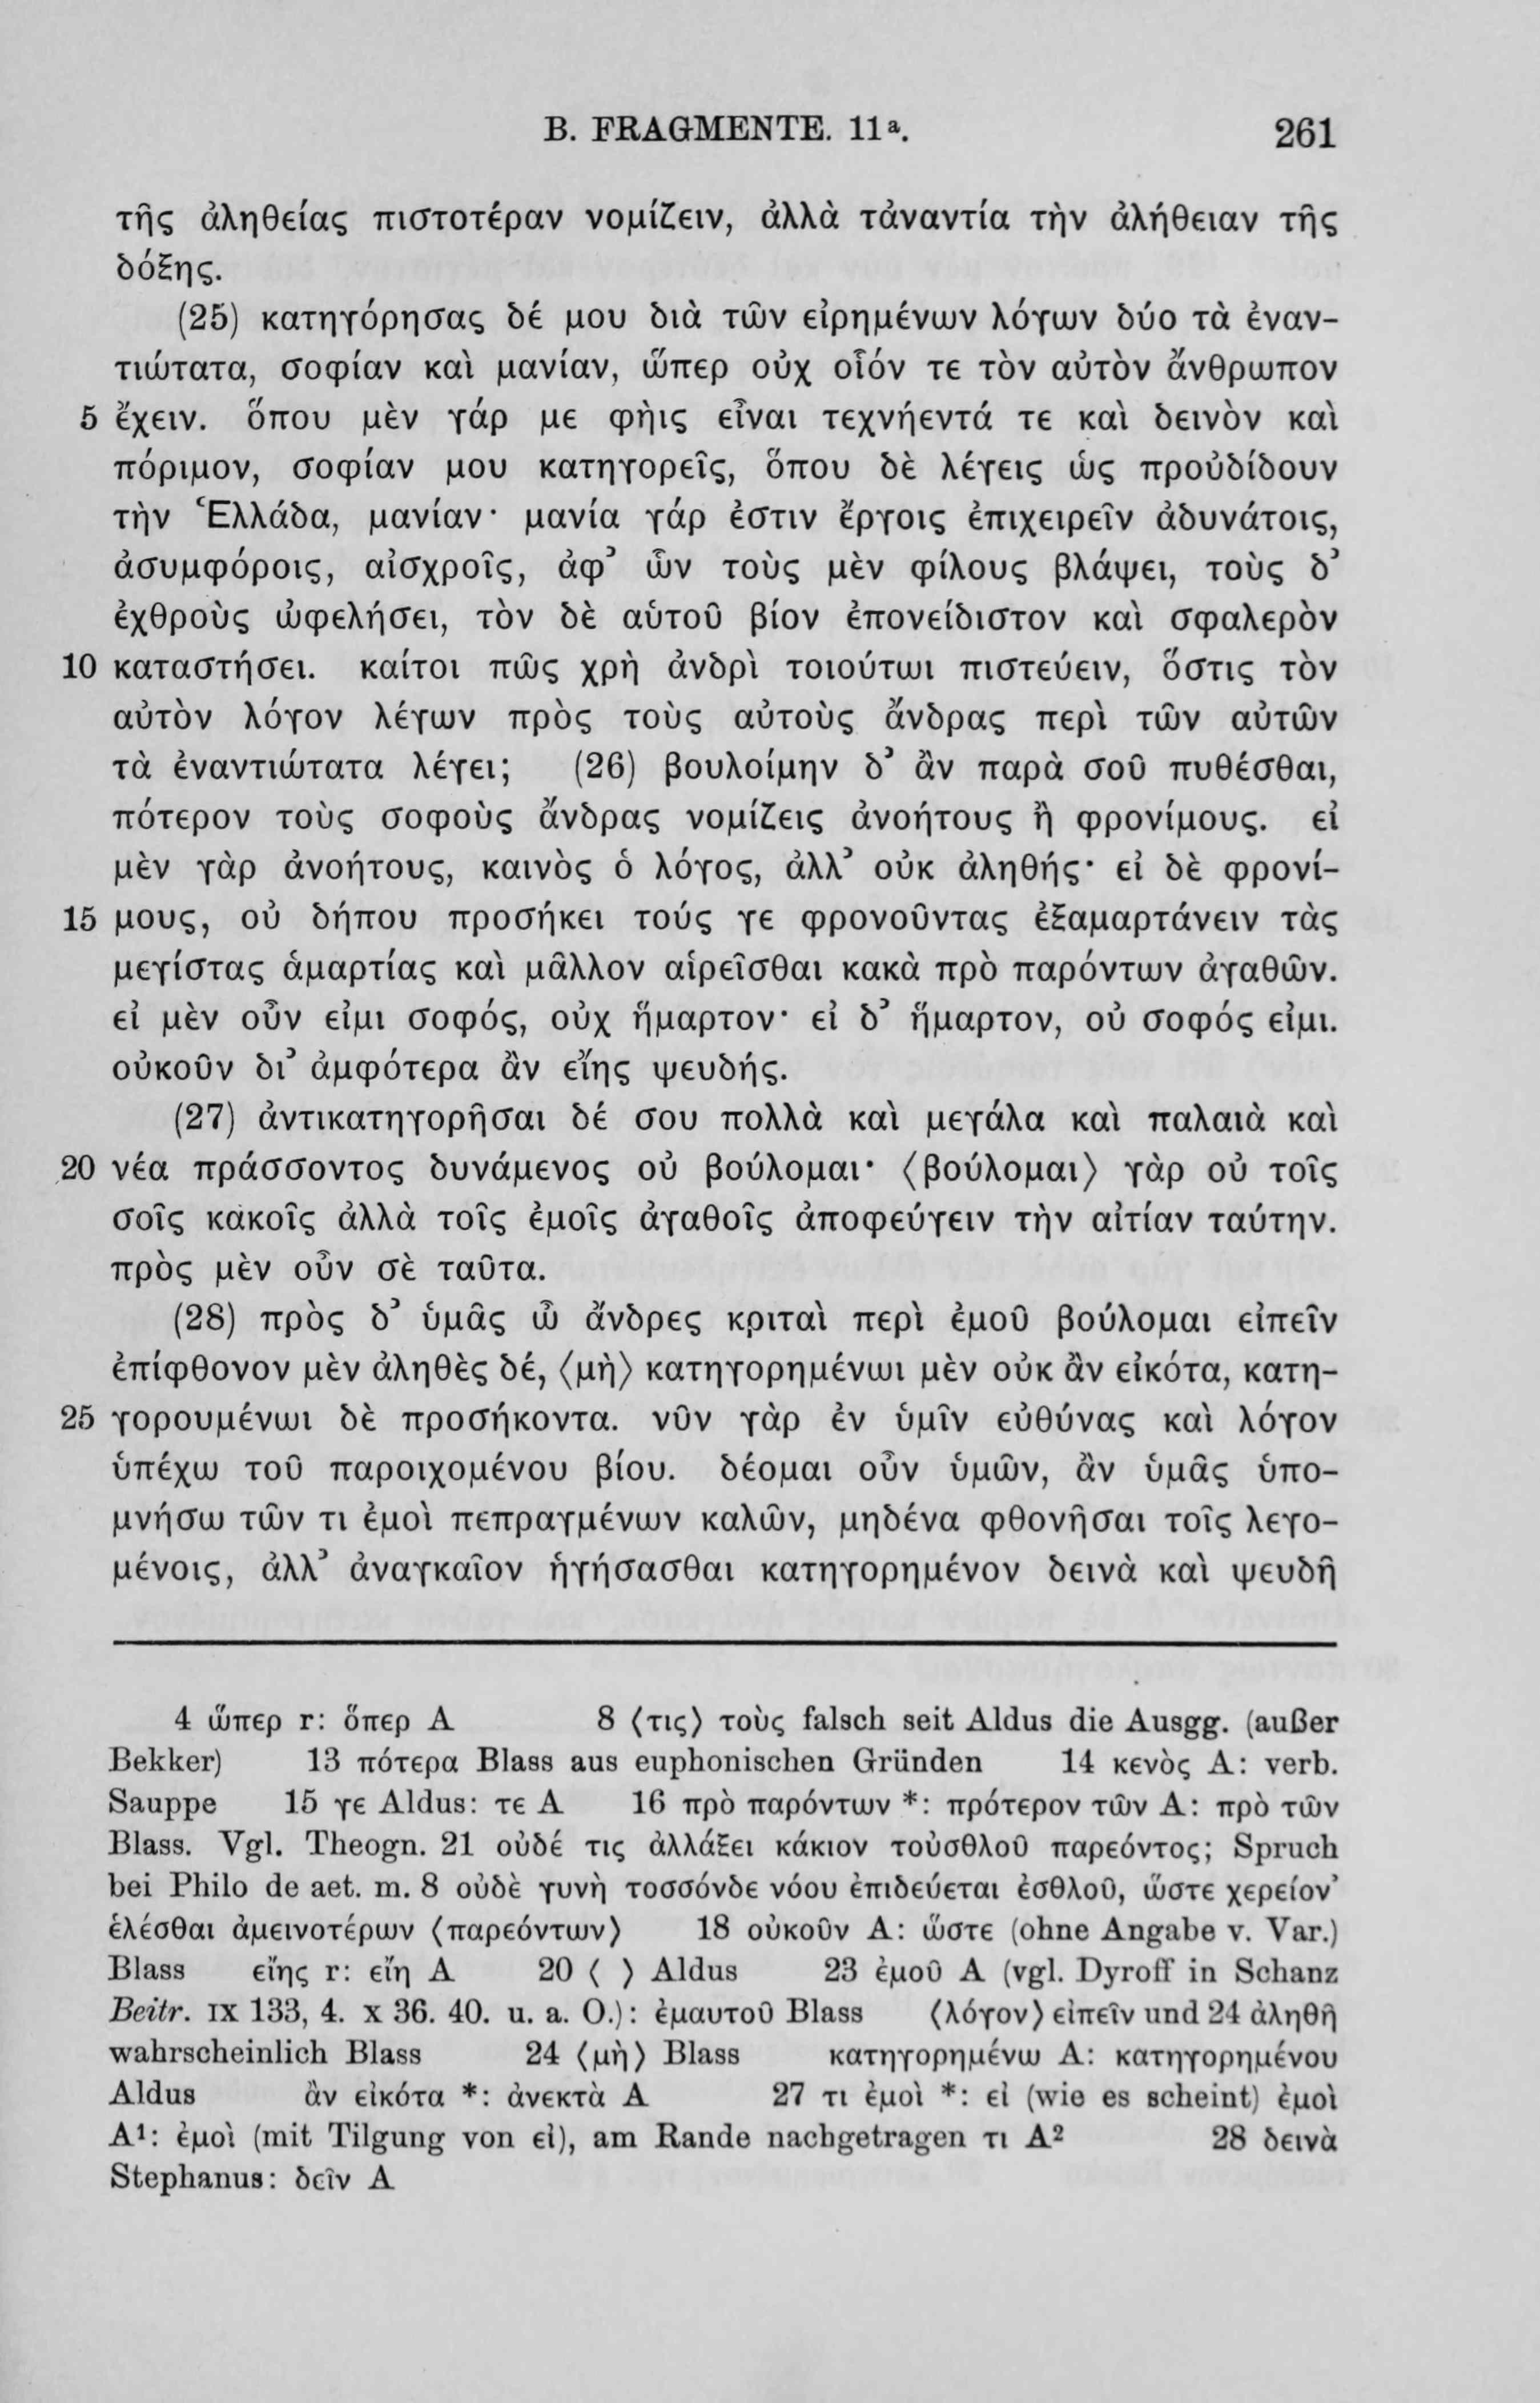 B. FRAGMENTE. 11ᵃ. 261
τῆς ἀληθείας πιστοτέραν νομίζειν, ἀλλὰ τἀναντία τὴν ἀλήθειαν τῆς
δόξης.
(25) κατηγόρησας δέ μου διὰ τῶν εἰρημένων λόγων δύο τὰ ἐναν-
τιώτατα, σοφίαν καὶ μανίαν, ὥπερ οὐχ οἷόν τε τὸν αὐτὸν ἄνθρωπον
5 ἔχειν. ὅπου μὲν γάρ με φὴις εἶναι τεχνήεντά τε καὶ δεινὸν καὶ
πόριμον, σοφίαν μου κατηγορεῖς, ὅπου δὲ λέγεις ὡς προὐδίδουν
τὴν Ἑλλάδα, μανίαν· μανία γάρ ἐστιν ἔργοις ἐπιχειρεῖν ἀδυνάτοις,
ἀσυμφόροις, αἰσχροῖς, ἀφ’ ὧν τοὺς μὲν φίλους βλάψει, τοὺς δ’
ἐχθροὺς ὠφελήσει, τὸν δὲ αὑτοῦ βίον ἐπονείδιστον καὶ σφαλερὸν
10 καταστήσει. καίτοι πῶς χρὴ ἀνδρὶ τοιούτωι πιστεύειν, ὅστις τὸν
αὐτὸν λόγον λέγων πρὸς τοὺς αὐτοὺς ἄνδρας περὶ τῶν αὐτῶν
τὰ ἐναντιώτατα λέγει; (26) βουλοίμην δ’ ἂν παρὰ σοῦ πυθέσθαι,
πότερον τοὺς σοφοὺς ἄνδρας νομίζεις ἀνοήτους ἢ φρονίμους. εἰ
μὲν γὰρ ἀνοήτους, καινὸς ὁ λόγος, ἀλλ’ οὐκ ἀληθής· εἰ δὲ φρονί-
15 μους, οὐ δήπου προσήκει τούς γε φρονοῦντας ἐξαμαρτάνειν τὰς
μεγίστας ἁμαρτίας καὶ μᾶλλον αἱρεῖσθαι κακὰ πρὸ παρόντων ἀγαθῶν.
εἰ μὲν οὖν εἰμι σοφός, οὐχ ἥμαρτον· εἰ δ’ ἥμαρτον, οὐ σοφός εἰμι.
οὐκοῦν δι’ ἀμφότερα ἂν εἴης ψευδής.
(27) ἀντικατηγορῆσαι δέ σου πολλὰ καὶ μεγάλα καὶ παλαιὰ καὶ
20 νέα πράσσοντος δυνάμενος οὐ βούλομαι· ⟨βούλομαι⟩ γὰρ οὐ τοῖς
σοῖς κακοῖς ἀλλὰ τοῖς ἐμοῖς ἀγαθοῖς ἀποφεύγειν τὴν αἰτίαν ταύτην.
πρὸς μὲν οὖν σὲ ταῦτα.
(28) πρὸς δ’ ὑμᾶς ὦ ἄνδρες κριταὶ περὶ ἐμοῦ βούλομαι εἰπεῖν
ἐπίφθονον μὲν ἀληθὲς δέ, ⟨μὴ⟩ κατηγορημένωι μὲν οὐκ ἂν εἰκότα, κατη-
25 γορουμένωι δὲ προσήκοντα. νῦν γὰρ ἐν ὑμῖν εὐθύνας καὶ λόγον
ὑπέχω τοῦ παροιχομένου βίου. δέομαι οὖν ὑμῶν, ἂν ὑμᾶς ὑπο-
μνήσω τῶν τι ἐμοὶ πεπραγμένων καλῶν, μηδένα φθονῆσαι τοῖς λεγο-
μένοις, ἀλλ’ ἀναγκαῖον ἡγήσασθαι κατηγορημένον δεινὰ καὶ ψευδῆ
4 ὥπερ r: ὅπερ A 8 ⟨τις⟩ τοὺς falsch seit Aldus die Ausgg. (außer
Bekker) 13 πότερα Blass aus euphonischen Gründen 14 κενὸς A: verb.
Sauppe 15 γε Aldus: τε A 16 πρὸ παρόντων *: πρότερον τῶν A: πρὸ τῶν
Blass. Vgl. Theogn. 21 οὐδέ τις ἀλλάξει κάκιον τοὐσθλοῦ παρεόντος; Spruch
bei Philo de aet. m. 8 οὐδὲ γυνὴ τοσσόνδε νόου ἐπιδεύεται ἐσθλοῦ, ὥστε χερείον’
ἑλέσθαι ἀμεινοτέρων ⟨παρεόντων⟩ 18 οὐκοῦν A: ὥστε (ohne Angabe v. Var.)
Blass εἴης r: εἴη A 20 ⟨ ⟩ Aldus 23 ἐμοῦ A (vgl. Dyroff in Schanz
Beitr. IX 133, 4. X 36. 40. u. a. O.): ἐμαυτοῦ Blass ⟨λόγον⟩ εἰπεῖν und 24 ἀληθῆ
wahrscheinlich Blass 24 ⟨μὴ⟩ Blass κατηγορημένω A: κατηγορημένου
Aldus ἂν εἰκότα *: ἀνεκτὰ A 27 τι ἐμοὶ *: εἰ (wie es scheint) ἐμοὶ
A¹: ἐμοὶ (mit Tilgung von εἰ), am Rande nachgetragen τι A² 28 δεινὰ
Stephanus: δεῖν A